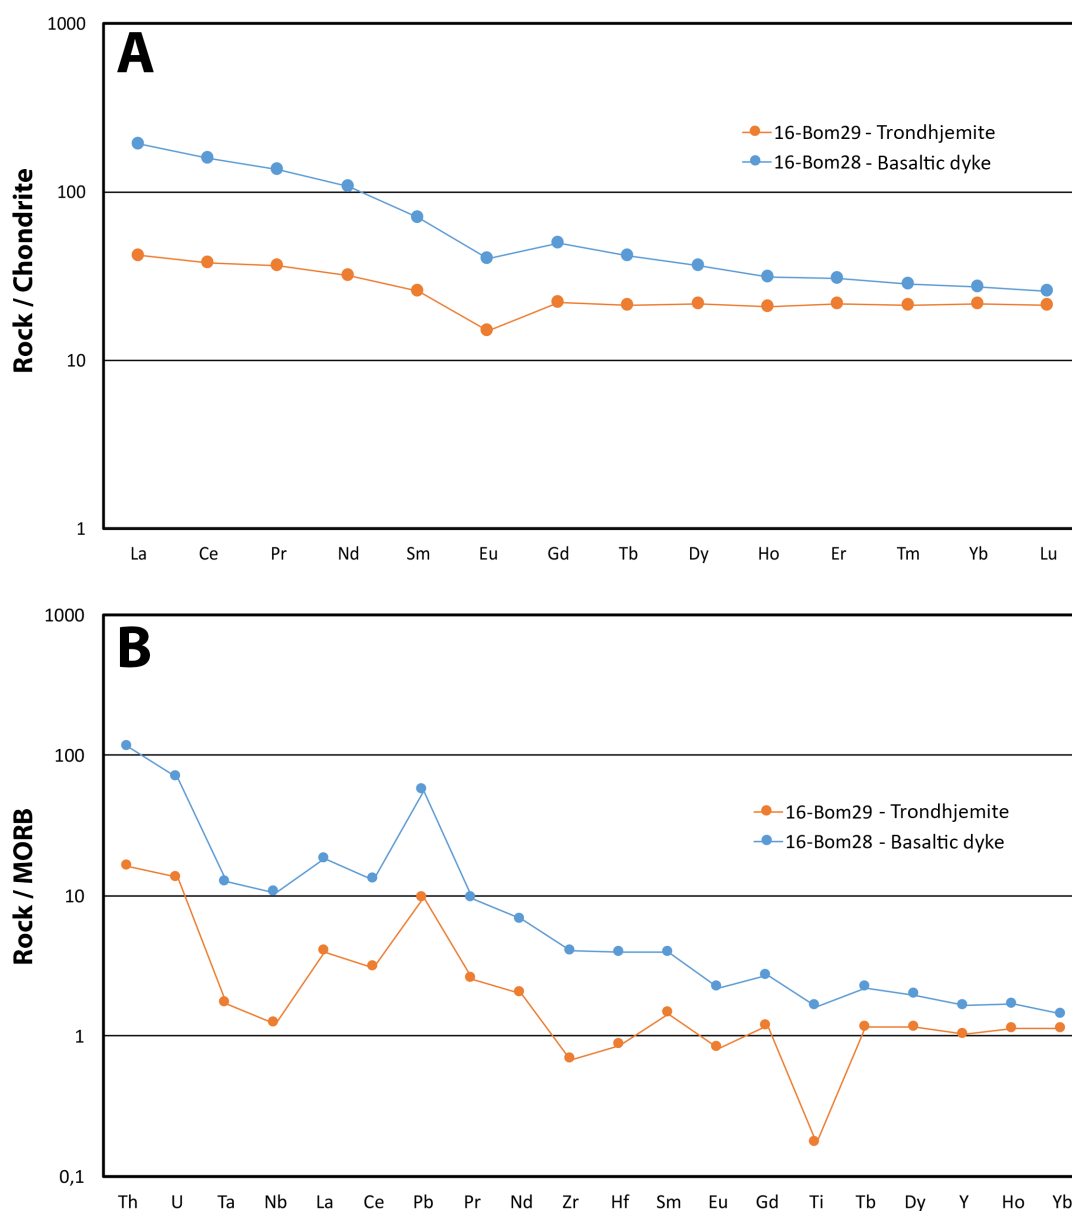 1000
A
16-Bom29 - Trondhjemite
16-Bom28 - Basaltic dyke
100
Rock / Chondrite
10
1
La Ce Pr Nd Sm Eu Gd Tb Dy Ho Er Tm Yb Lu
1000
B
100
16-Bom29 - Trondhjemite
16-Bom28 - Basaltic dyke
10
Rock / MORB
1
0,1
Th U Ta Nb La Ce Pb Pr Nd Zr Hf Sm Eu Gd Ti Tb Dy Y Ho Yb